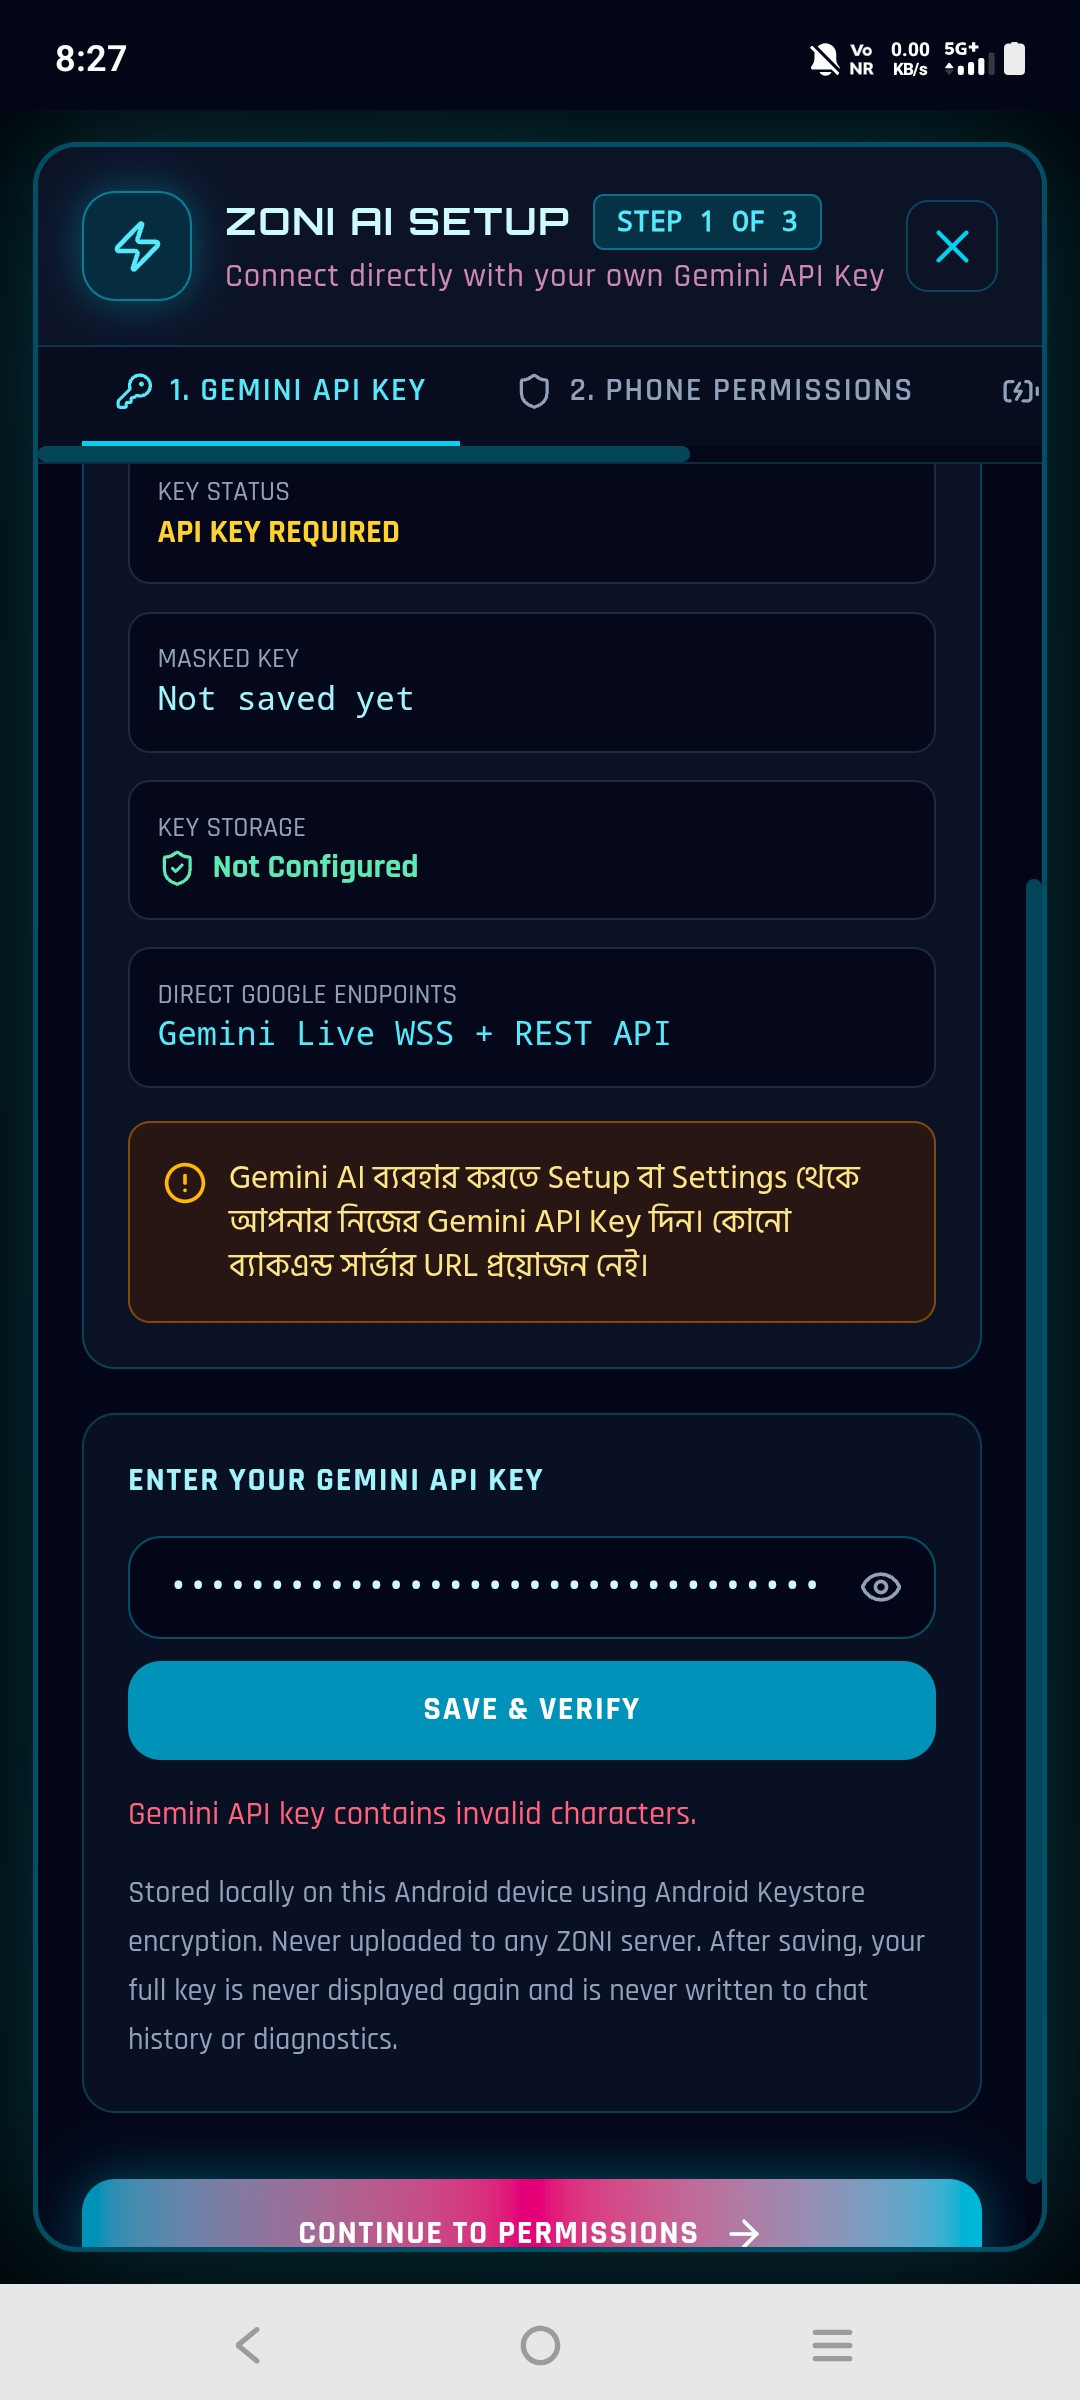 8:27
Vo NR
0.00 KB/s
5G+
ZONI AI SETUP
STEP 1 OF 3
Connect directly with your own Gemini API Key
1. GEMINI API KEY
2. PHONE PERMISSIONS
KEY STATUS
API KEY REQUIRED
MASKED KEY
Not saved yet
KEY STORAGE
Not Configured
DIRECT GOOGLE ENDPOINTS
Gemini Live WSS + REST API
Gemini AI ব্যবহার করতে Setup বা Settings থেকে
আপনার নিজের Gemini API Key দিন। কোনো
ব্যাকএন্ড সার্ভার URL প্রয়োজন নেই।
ENTER YOUR GEMINI API KEY
•••••••••••••••••••••••••••••••••
SAVE & VERIFY
Gemini API key contains invalid characters.
Stored locally on this Android device using Android Keystore
encryption. Never uploaded to any ZONI server. After saving, your
full key is never displayed again and is never written to chat
history or diagnostics.
CONTINUE TO PERMISSIONS →